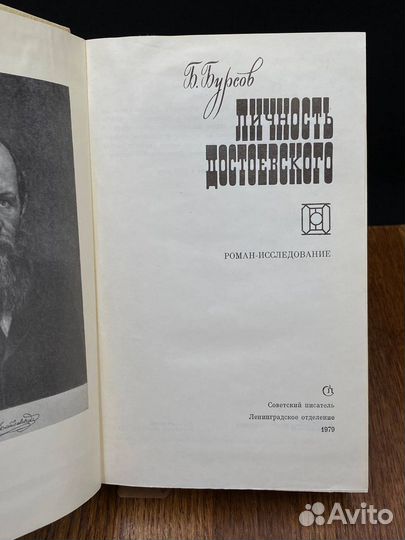 Б. Бурсов
ЛИЧНОСТЬ
ДОСТОЕВСКОГО
РОМАН-ИССЛЕДОВАНИЕ
Советский писатель
Ленинградское отделение
1979
Avito